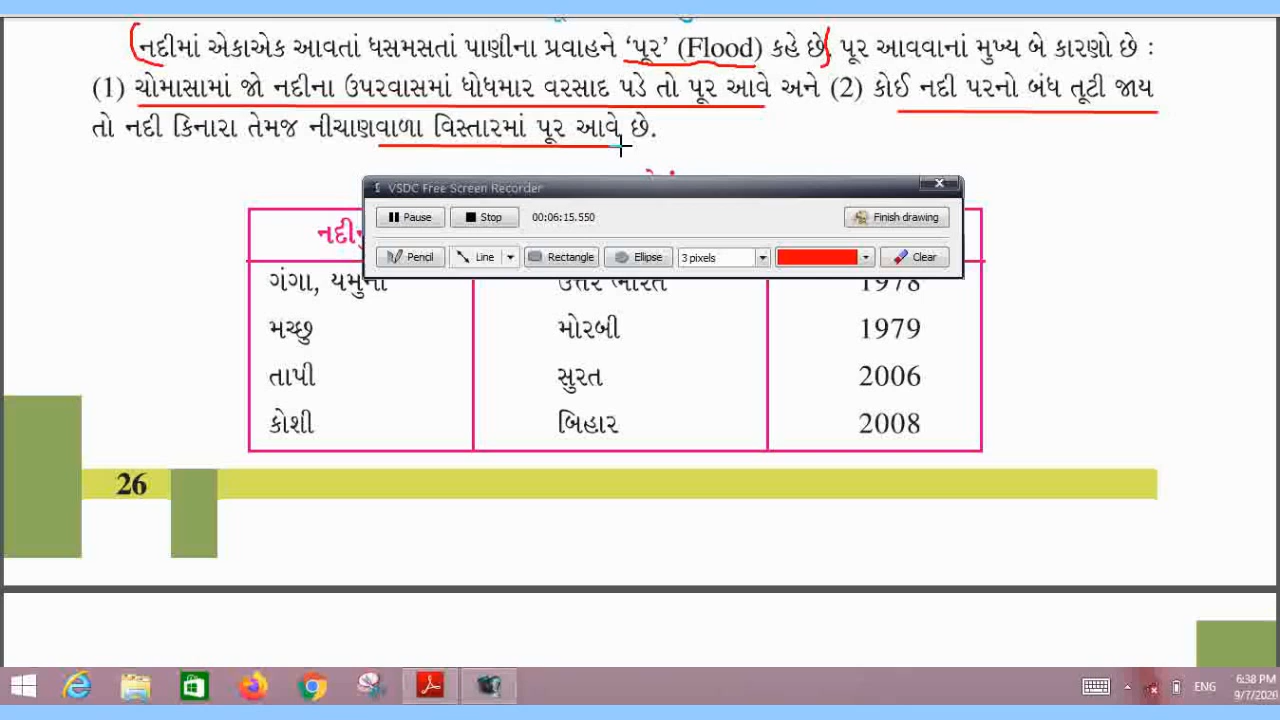 નદીમાં એકાએક આવતાં ધસમસતાં પાણીના પ્રવાહને ‘પૂર’ (Flood) કહે છે. પૂર આવવાનાં મુખ્ય બે કારણો છે :
(1) ચોમાસામાં જો નદીના ઉપરવાસમાં ધોધમાર વરસાદ પડે તો પૂર આવે અને (2) કોઈ નદી પરનો બંધ તૂટી જાય
તો નદી કિનારા તેમજ નીચાણવાળા વિસ્તારમાં પૂર આવે છે.
VSDC Free Screen Recorder
Pause Stop 00:06:15.550 Finish drawing
Pencil Line Rectangle Ellipse 3 pixels Clear
ગંગા, યમુના ઉત્તર ભારત 1978
મચ્છુ મોરબી 1979
તાપી સુરત 2006
કોશી બિહાર 2008
26
ENG 6:38 PM
9/7/2020